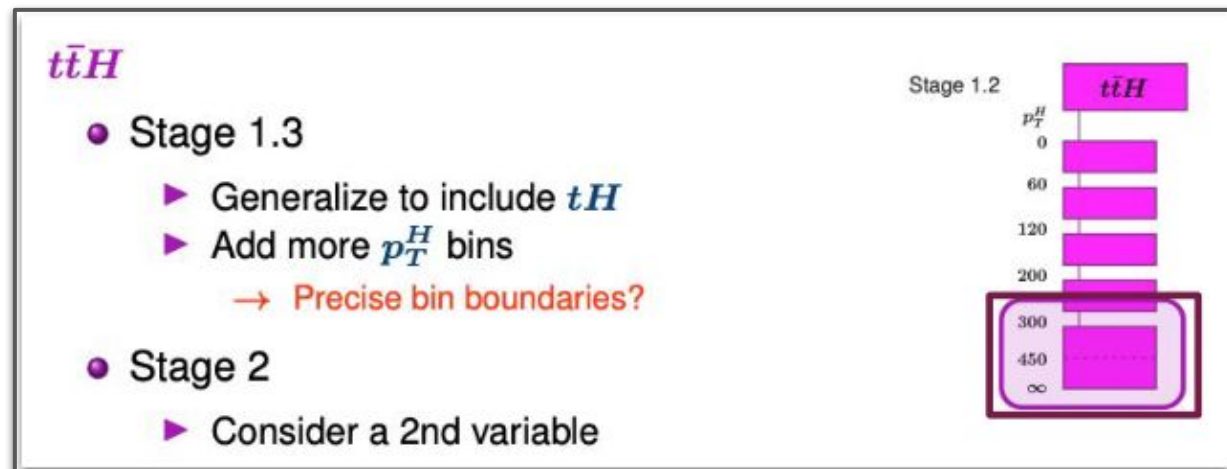 tt̄H
Stage 1.3
Generalize to include tH
Add more p_T^H bins
→ Precise bin boundaries?
Stage 2
Consider a 2nd variable
Stage 1.2
tt̄H
p_T^H
0
60
120
200
300
450
∞